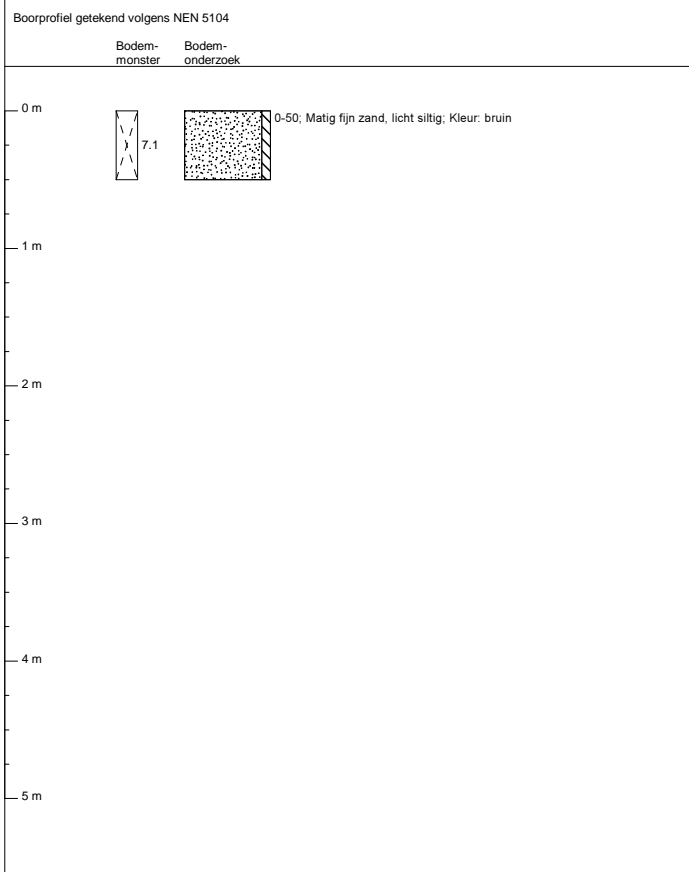 Boorprofiel getekend volgens NEN 5104
Bodem-
monster
Bodem-
onderzoek
0 m
7.1
0-50; Matig fijn zand, licht siltig; Kleur: bruin
1 m
2 m
3 m
4 m
5 m